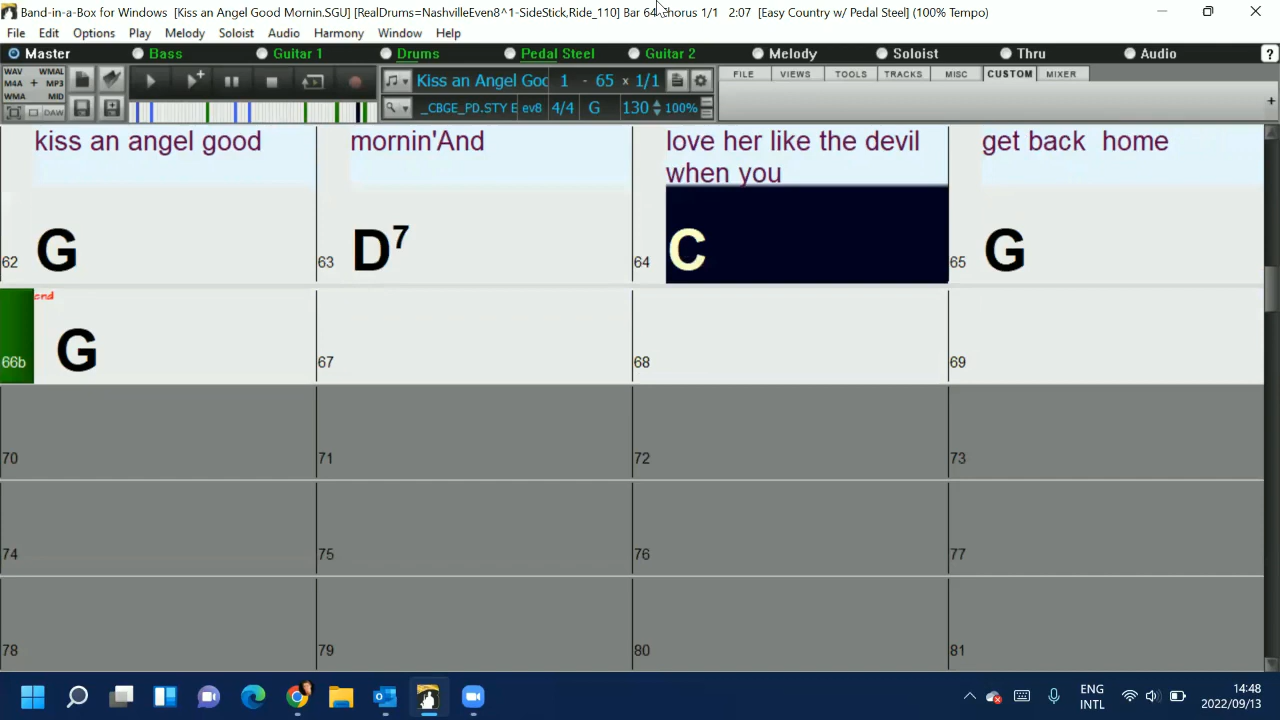 Band-in-a-Box for Windows [Kiss an Angel Good Mornin.SGU] [RealDrums=NashvilleEven8^1-SideStick,Ride_110] Bar 64 Chorus 1/1 2:07 [Easy Country w/ Pedal Steel] (100% Tempo)
File Edit Options Play Melody Soloist Audio Harmony Window Help
Master Bass Guitar 1 Drums Pedal Steel Guitar 2 Melody Soloist Thru Audio ?
WAV WMAL
M4A + MP3
WMA MID
DAW
Kiss an Angel Goo 1 - 65 x 1/1
_CBGE_PD.STY E ev8 4/4 G 130 100%
FILE VIEWS TOOLS TRACKS MISC CUSTOM MIXER
+
kiss an angel good mornin'And love her like the devil get back home
when you
62 G 63 D7 64 C 65 G
end
66b G 67 68 69
70 71 72 73
74 75 76 77
78 79 80 81
ENG 14:48
INTL 2022/09/13